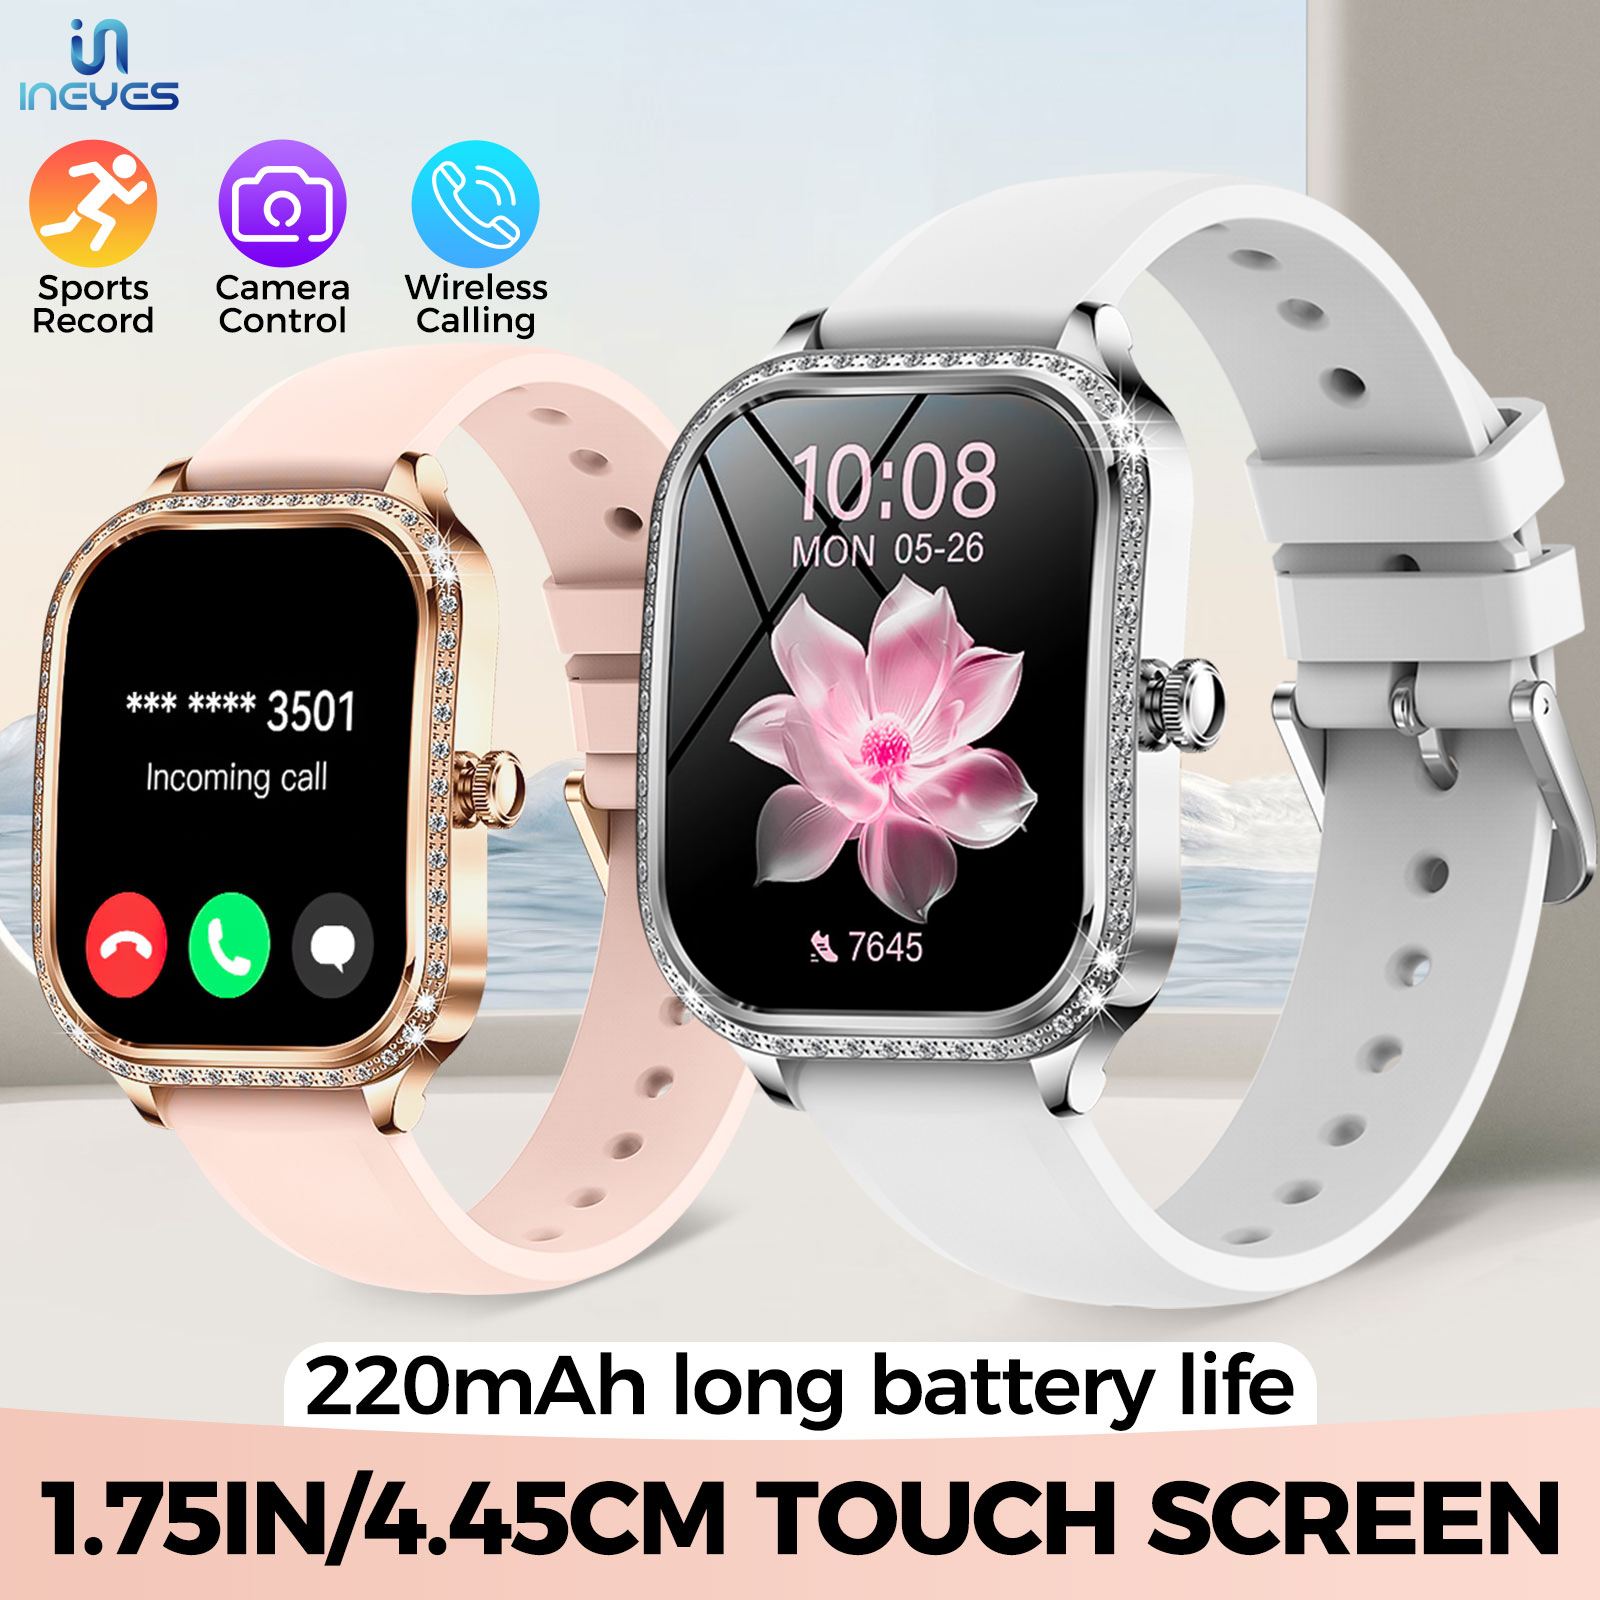 INEYES
Sports
Record
Camera
Control
Wireless
Calling
*** **** 3501
Incoming call
10:08
MON 05-26
7645
220mAh long battery life
1.75IN/4.45CM TOUCH SCREEN